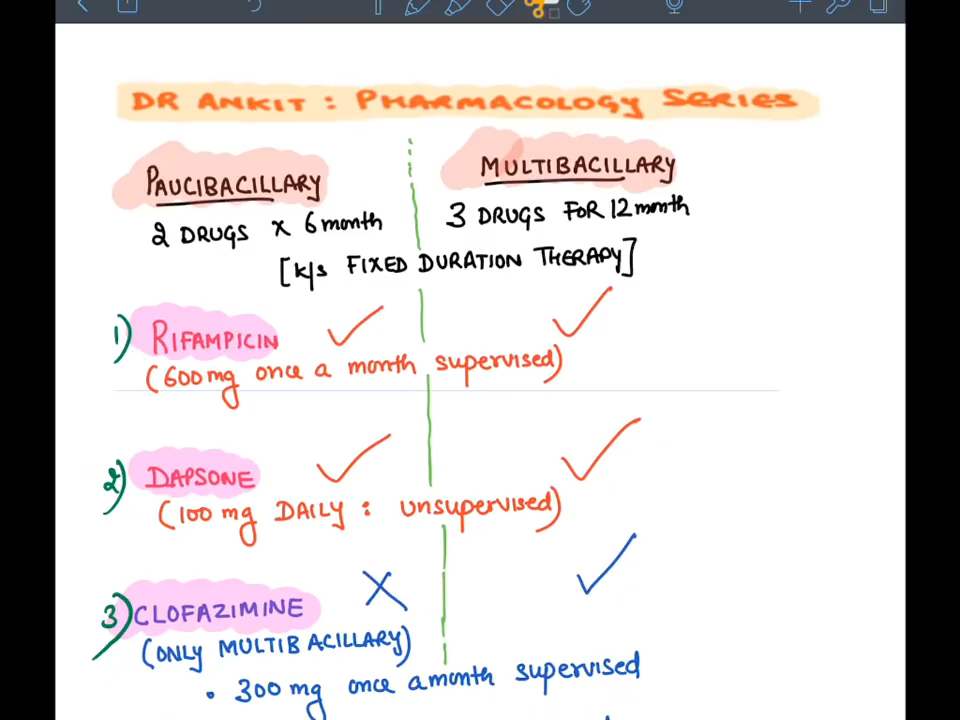 DR ANKIT : PHARMACOLOGY SERIES
PAUCIBACILLARY
MULTIBACILLARY
2 DRUGS x 6 month
3 DRUGS FOR 12 month
[k/s FIXED DURATION THERAPY]
1) RIFAMPICIN
(600 mg once a month supervised)
2) DAPSONE
(100 mg DAILY : unsupervised)
3) CLOFAZIMINE
(ONLY MULTIBACILLARY)
• 300 mg once a month supervised